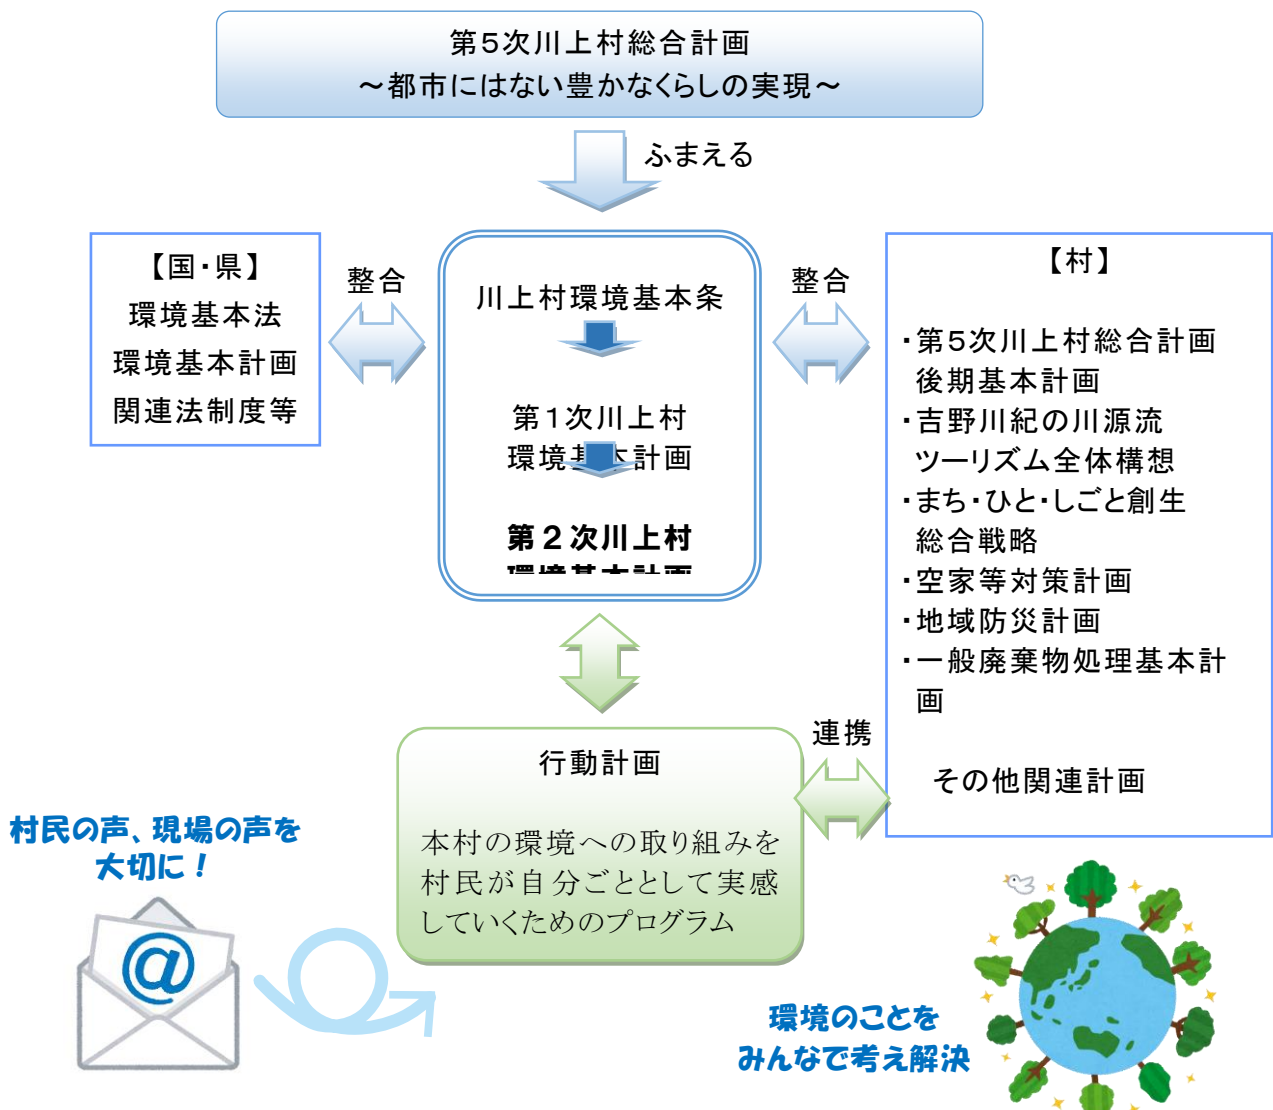 第5次川上村総合計画
～都市にはない豊かなくらしの実現～
ふまえる
【国・県】
環境基本法
環境基本計画
関連法制度等
整合
川上村環境基本条
第1次川上村
環境基本計画
第2次川上村
環境基本計画
整合
【村】
・第5次川上村総合計画
後期基本計画
・吉野川紀の川源流
ツーリズム全体構想
・まち・ひと・しごと創生
総合戦略
・空家等対策計画
・地域防災計画
・一般廃棄物処理基本計
画
その他関連計画
連携
行動計画
本村の環境への取り組みを
村民が自分ごととして実感
していくためのプログラム
村民の声、現場の声を
大切に！
@
環境のことを
みんなで考え解決